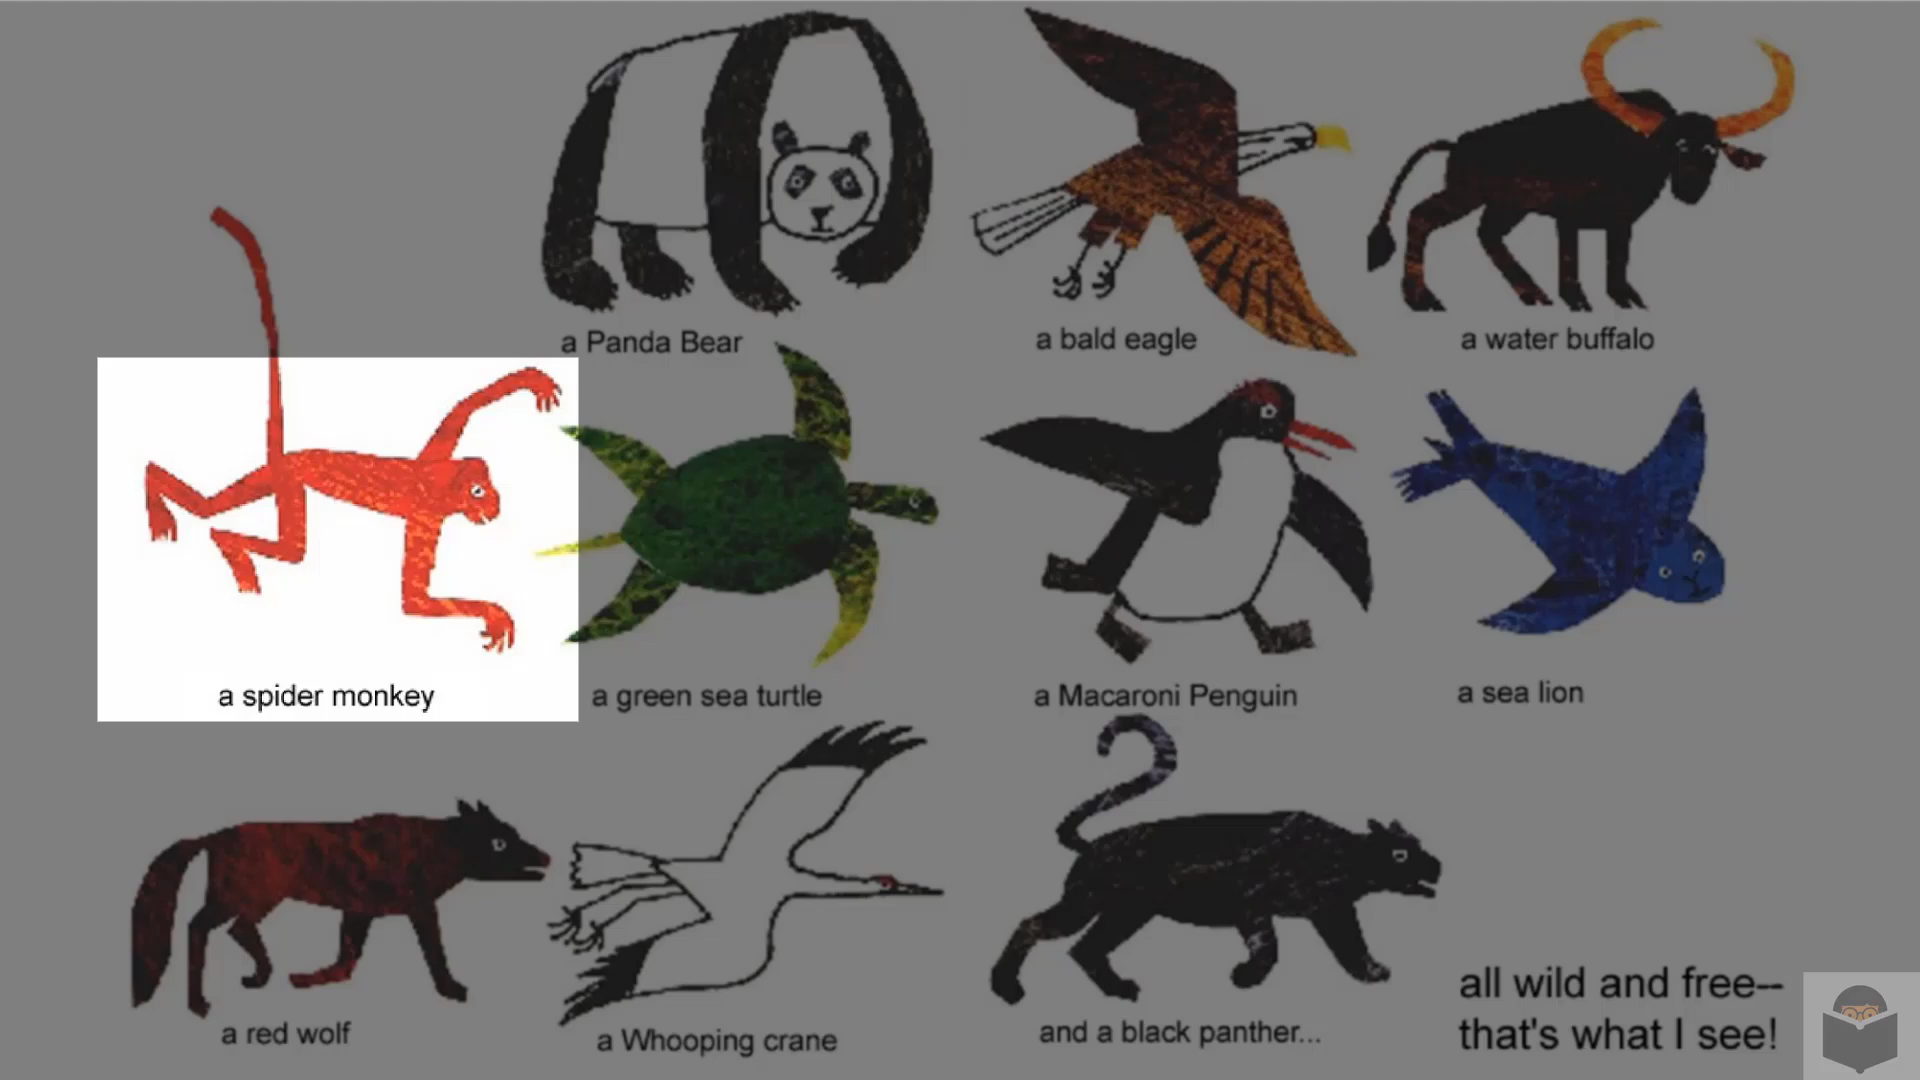 a Panda Bear
a bald eagle
a water buffalo
a spider monkey
a green sea turtle
a Macaroni Penguin
a sea lion
a red wolf
a Whooping crane
and a black panther...
all wild and free--
that's what I see!